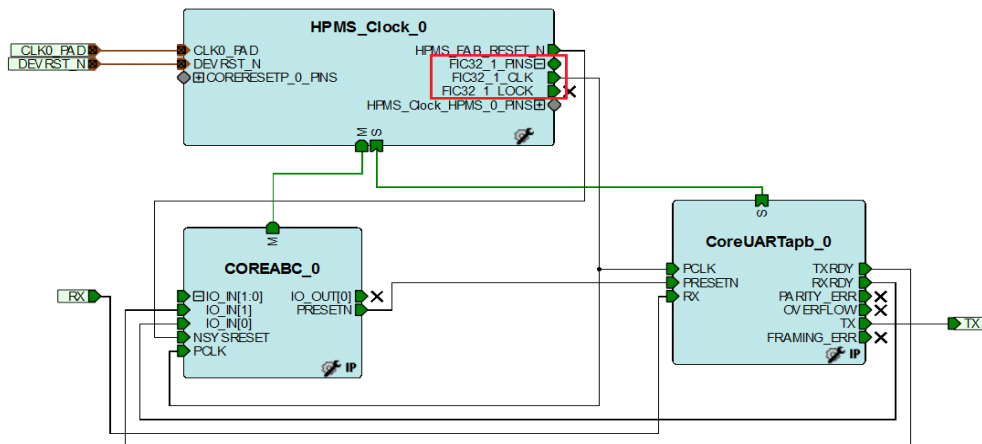 HPMS_Clock_0
CLK0_PAD
CLK0_PAD
HPMS_FAB_RESET_N
DEVRST_N
DEVRST_N
FIC32_1_PINS
CORERESETP_0_PINS
FIC32_1_CLK
FIC32_1_LOCK
HPMS_Clock_HPMS_0_PINS
M
S
M
S
COREABC_0
CoreUARTapb_0
PCLK
TXRDY
PRESETN
RXRDY
RX
IO_IN[1:0]
IO_OUT[0]
RX
PARITY_ERR
IO_IN[1]
PRESETN
OVERFLOW
IO_IN[0]
TX
TX
NSYSRESET
FRAMING_ERR
PCLK
IP
IP